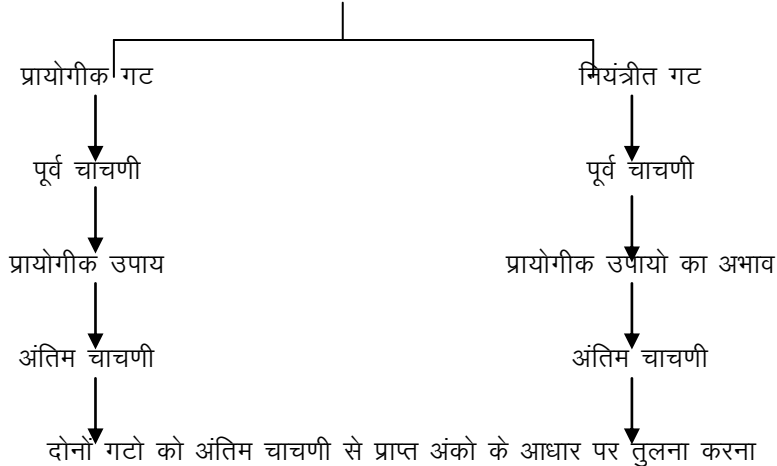 प्रायोगीक गट नियंत्रीत गट
पूर्व चाचणी पूर्व चाचणी
प्रायोगीक उपाय प्रायोगीक उपायो का अभाव
अंतिम चाचणी अंतिम चाचणी
दोनों गटो को अंतिम चाचणी से प्राप्त अंको के आधार पर तुलना करना